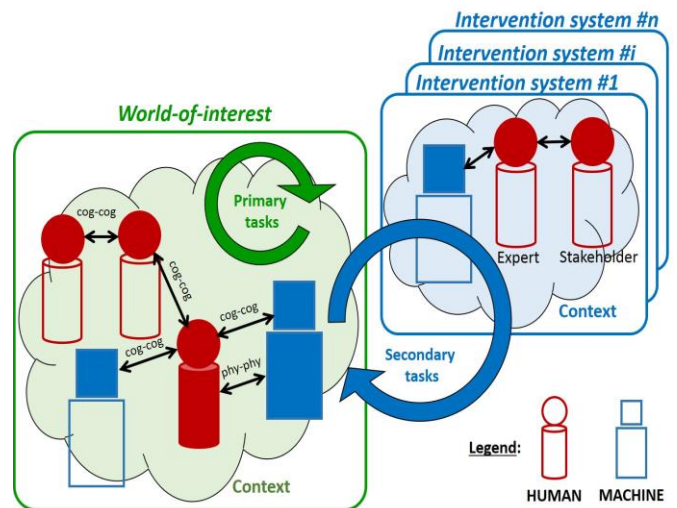 Intervention system #n
Intervention system #i
Intervention system #1
World-of-interest
Primary
tasks
cog-cog
cog-cog
cog-cog
cog-cog
phy-phy
Context
Expert
Stakeholder
Context
Secondary
tasks
Legend:
HUMAN
MACHINE